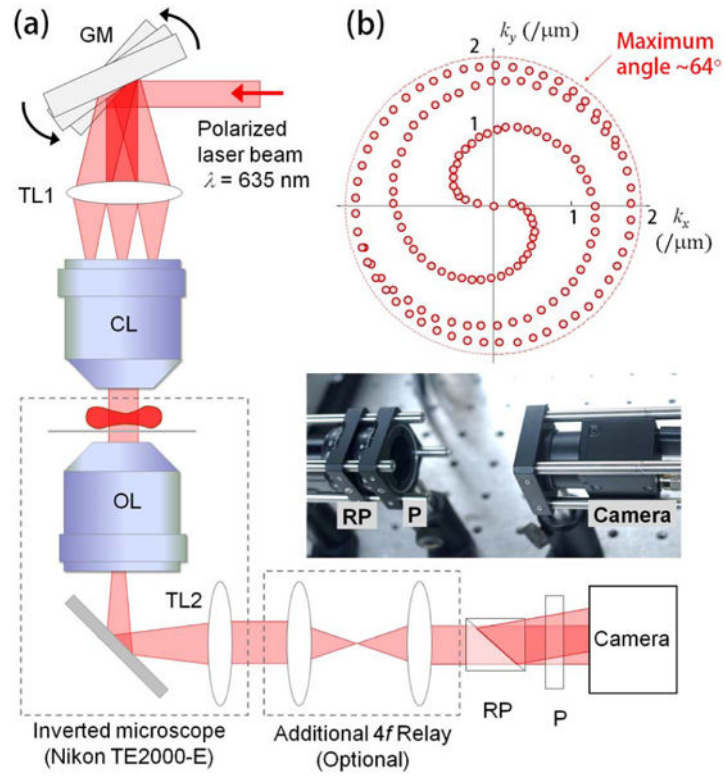 (a)
GM
Polarized
laser beam
λ = 635 nm
TL1
CL
OL
TL2
Inverted microscope
(Nikon TE2000-E)
Additional 4f Relay
(Optional)
RP
P
Camera
(b)
k_y (/μm)
2
1
Maximum
angle ~64°
1
2
k_x
(/μm)
RP
P
Camera